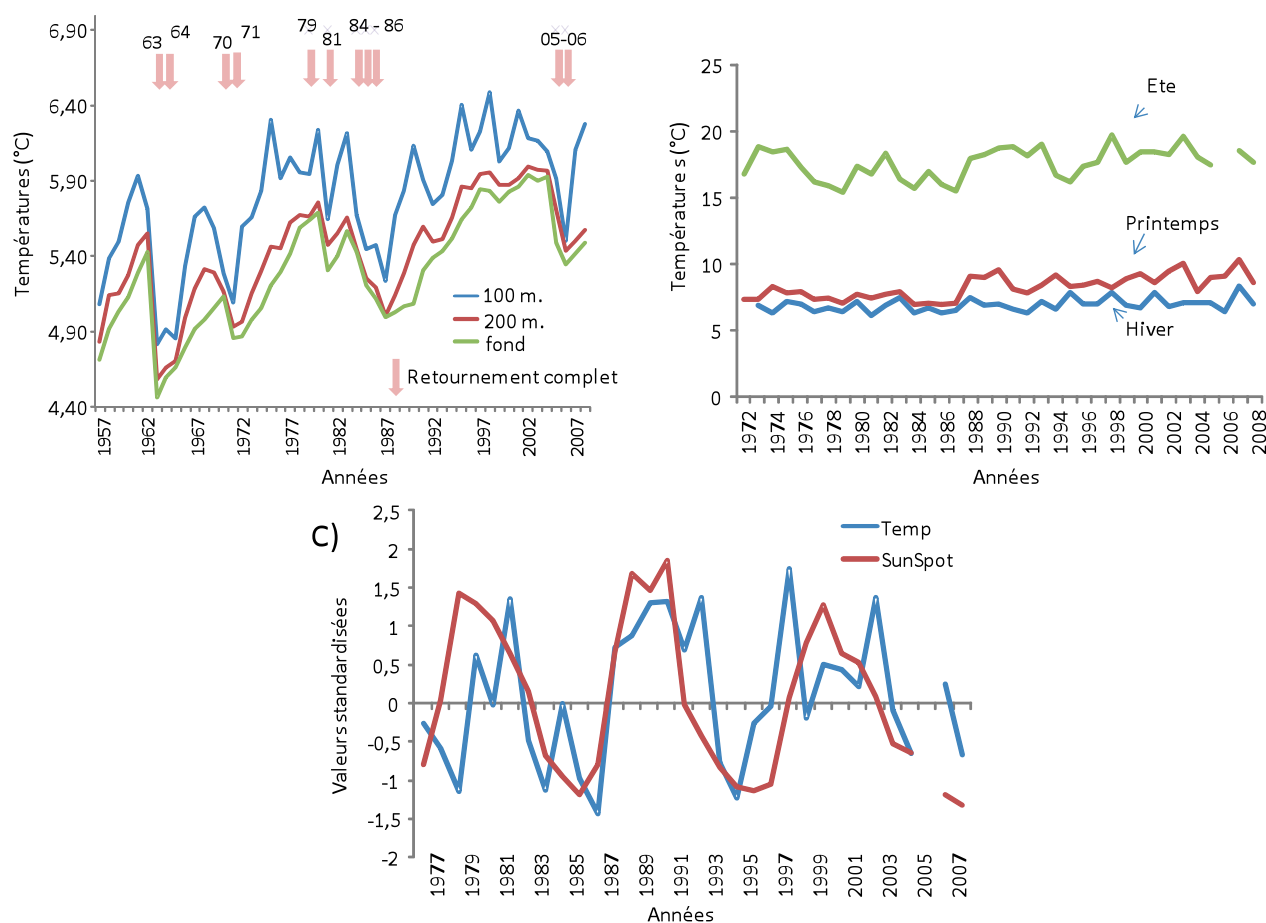 6,90
6,40
5,90
5,40
4,90
4,40
Températures (°C)
63 64 70 71 79 81 84 - 86 05-06
100 m.
200 m.
fond
Retournement complet
1957 1962 1967 1972 1977 1982 1987 1992 1997 2002 2007
Années
25
20
15
10
5
0
Température s (°C)
Ete
Printemps
Hiver
1972 1974 1976 1978 1980 1982 1984 1986 1988 1990 1992 1994 1996 1998 2000 2002 2004 2006 2008
Années
C)
2,5
2
1,5
1
0,5
0
-0,5
-1
-1,5
-2
Valeurs standardisées
Temp
SunSpot
1977 1979 1981 1983 1985 1987 1989 1991 1993 1995 1997 1999 2001 2003 2005 2007
Années